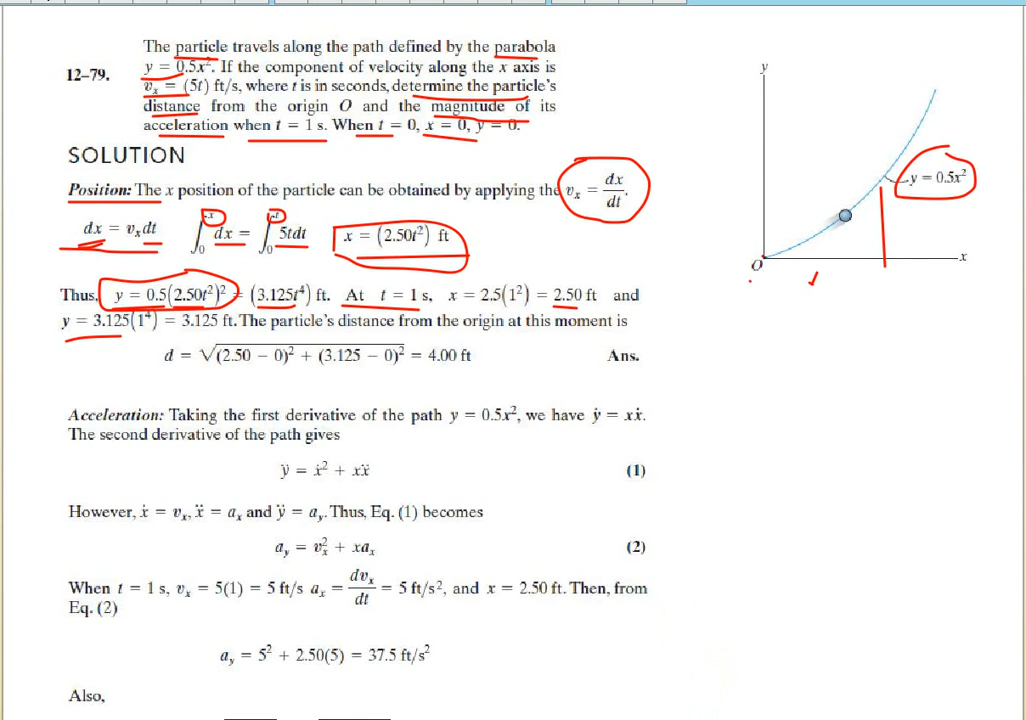 The particle travels along the path defined by the parabola
12–79. y = 0.5x². If the component of velocity along the x axis is
vₓ = (5t) ft/s, where t is in seconds, determine the particle's
distance from the origin O and the magnitude of its
acceleration when t = 1 s. When t = 0, x = 0, y = 0.
SOLUTION
Position: The x position of the particle can be obtained by applying the vₓ = dx/dt.
dx = vₓdt ∫₀ˣ dx = ∫₀ᵗ 5tdt x = (2.50t²) ft
Thus, y = 0.5(2.50t²)² = (3.125t⁴) ft. At t = 1 s, x = 2.5(1²) = 2.50 ft and
y = 3.125(1⁴) = 3.125 ft. The particle's distance from the origin at this moment is
d = √(2.50 – 0)² + (3.125 – 0)² = 4.00 ft Ans.
Acceleration: Taking the first derivative of the path y = 0.5x², we have ẏ = xẋ.
The second derivative of the path gives
ÿ = ẋ² + xẍ (1)
However, ẋ = vₓ, ẍ = aₓ and ÿ = a_y. Thus, Eq. (1) becomes
a_y = vₓ² + xaₓ (2)
When t = 1 s, vₓ = 5(1) = 5 ft/s aₓ = dvₓ/dt = 5 ft/s², and x = 2.50 ft. Then, from
Eq. (2)
a_y = 5² + 2.50(5) = 37.5 ft/s²
Also,
y
y = 0.5x²
O
x